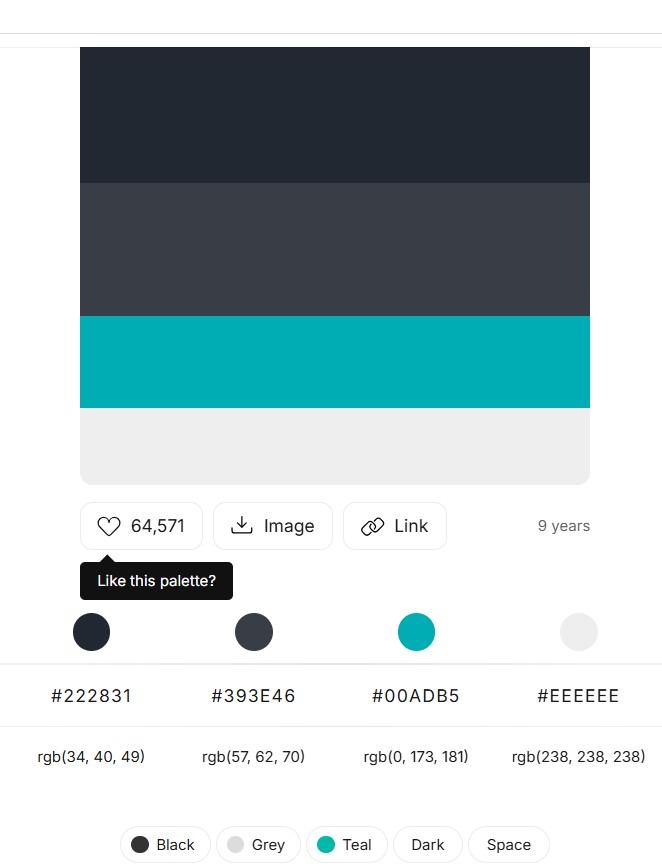 64,571 Image Link 9 years
Like this palette?
#222831 #393E46 #00ADB5 #EEEEEE
rgb(34, 40, 49) rgb(57, 62, 70) rgb(0, 173, 181) rgb(238, 238, 238)
Black Grey Teal Dark Space